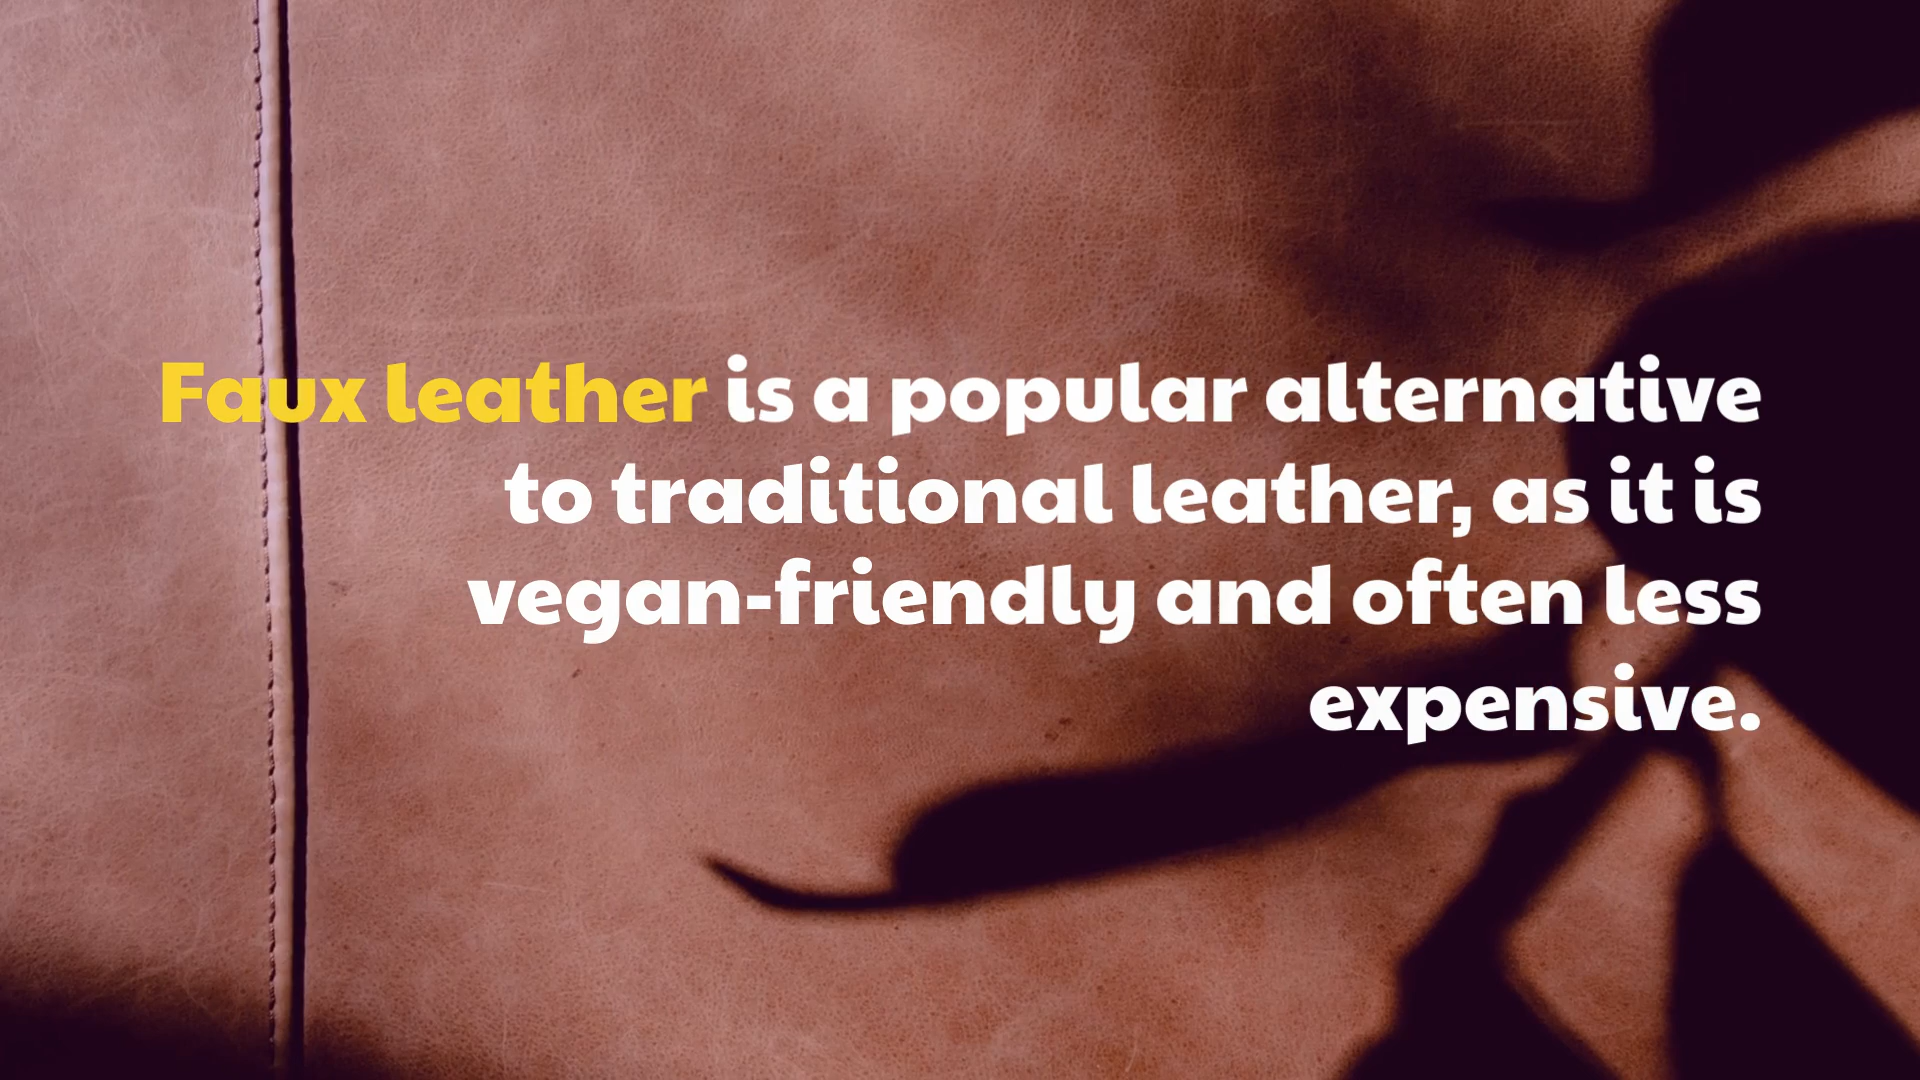 Faux leather is a popular alternative
to traditional leather, as it is
vegan-friendly and often less
expensive.